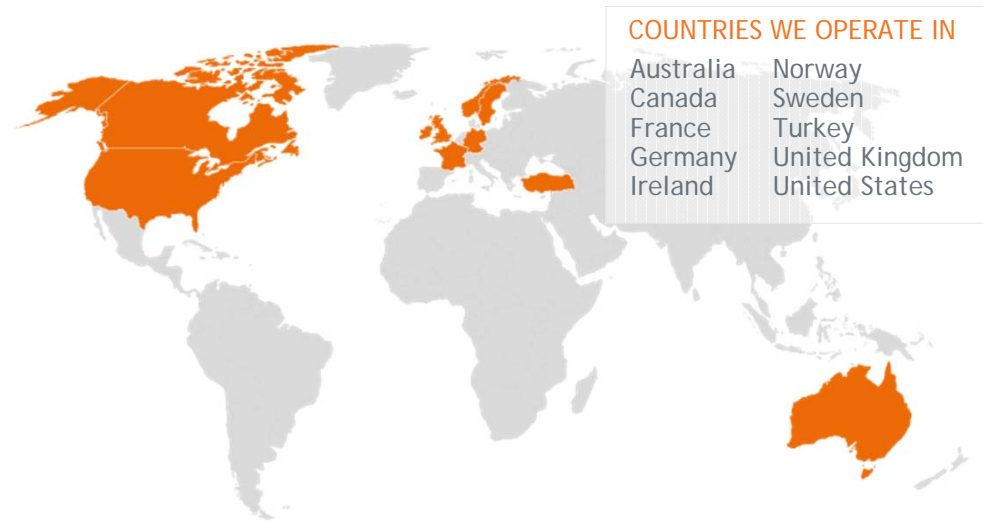 COUNTRIES WE OPERATE IN
Australia
Canada
France
Germany
Ireland
Norway
Sweden
Turkey
United Kingdom
United States